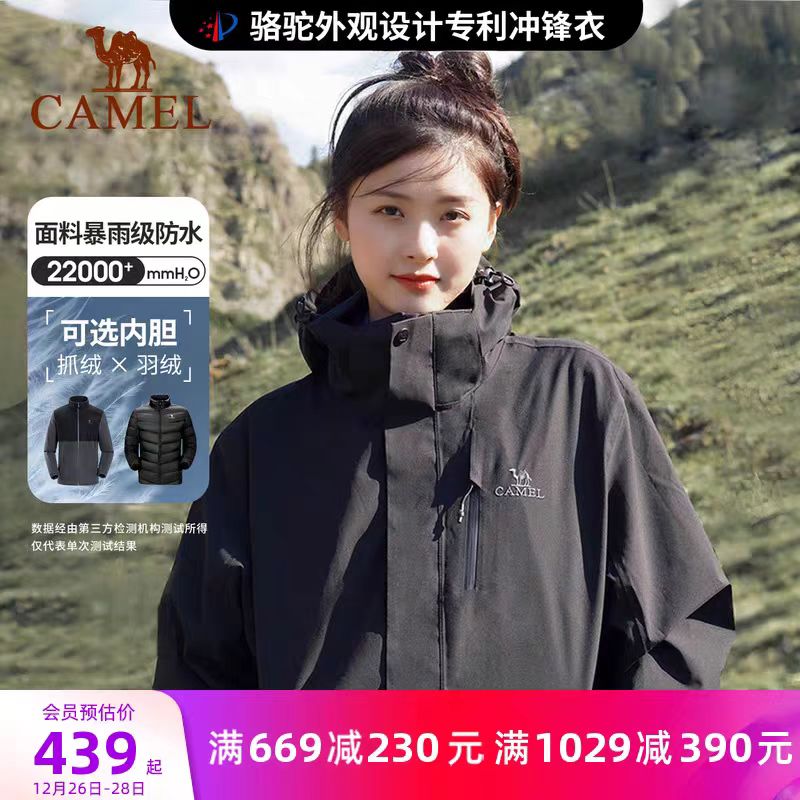 骆驼外观设计专利冲锋衣
CAMEL
面料暴雨级防水
22000+ mmH₂O
可选内胆
抓绒 × 羽绒
数据经由第三方检测机构测试所得
仅代表单次测试结果
CAMEL
会员预估价
439 起
12月26日-28日
满669减230元 满1029减390元